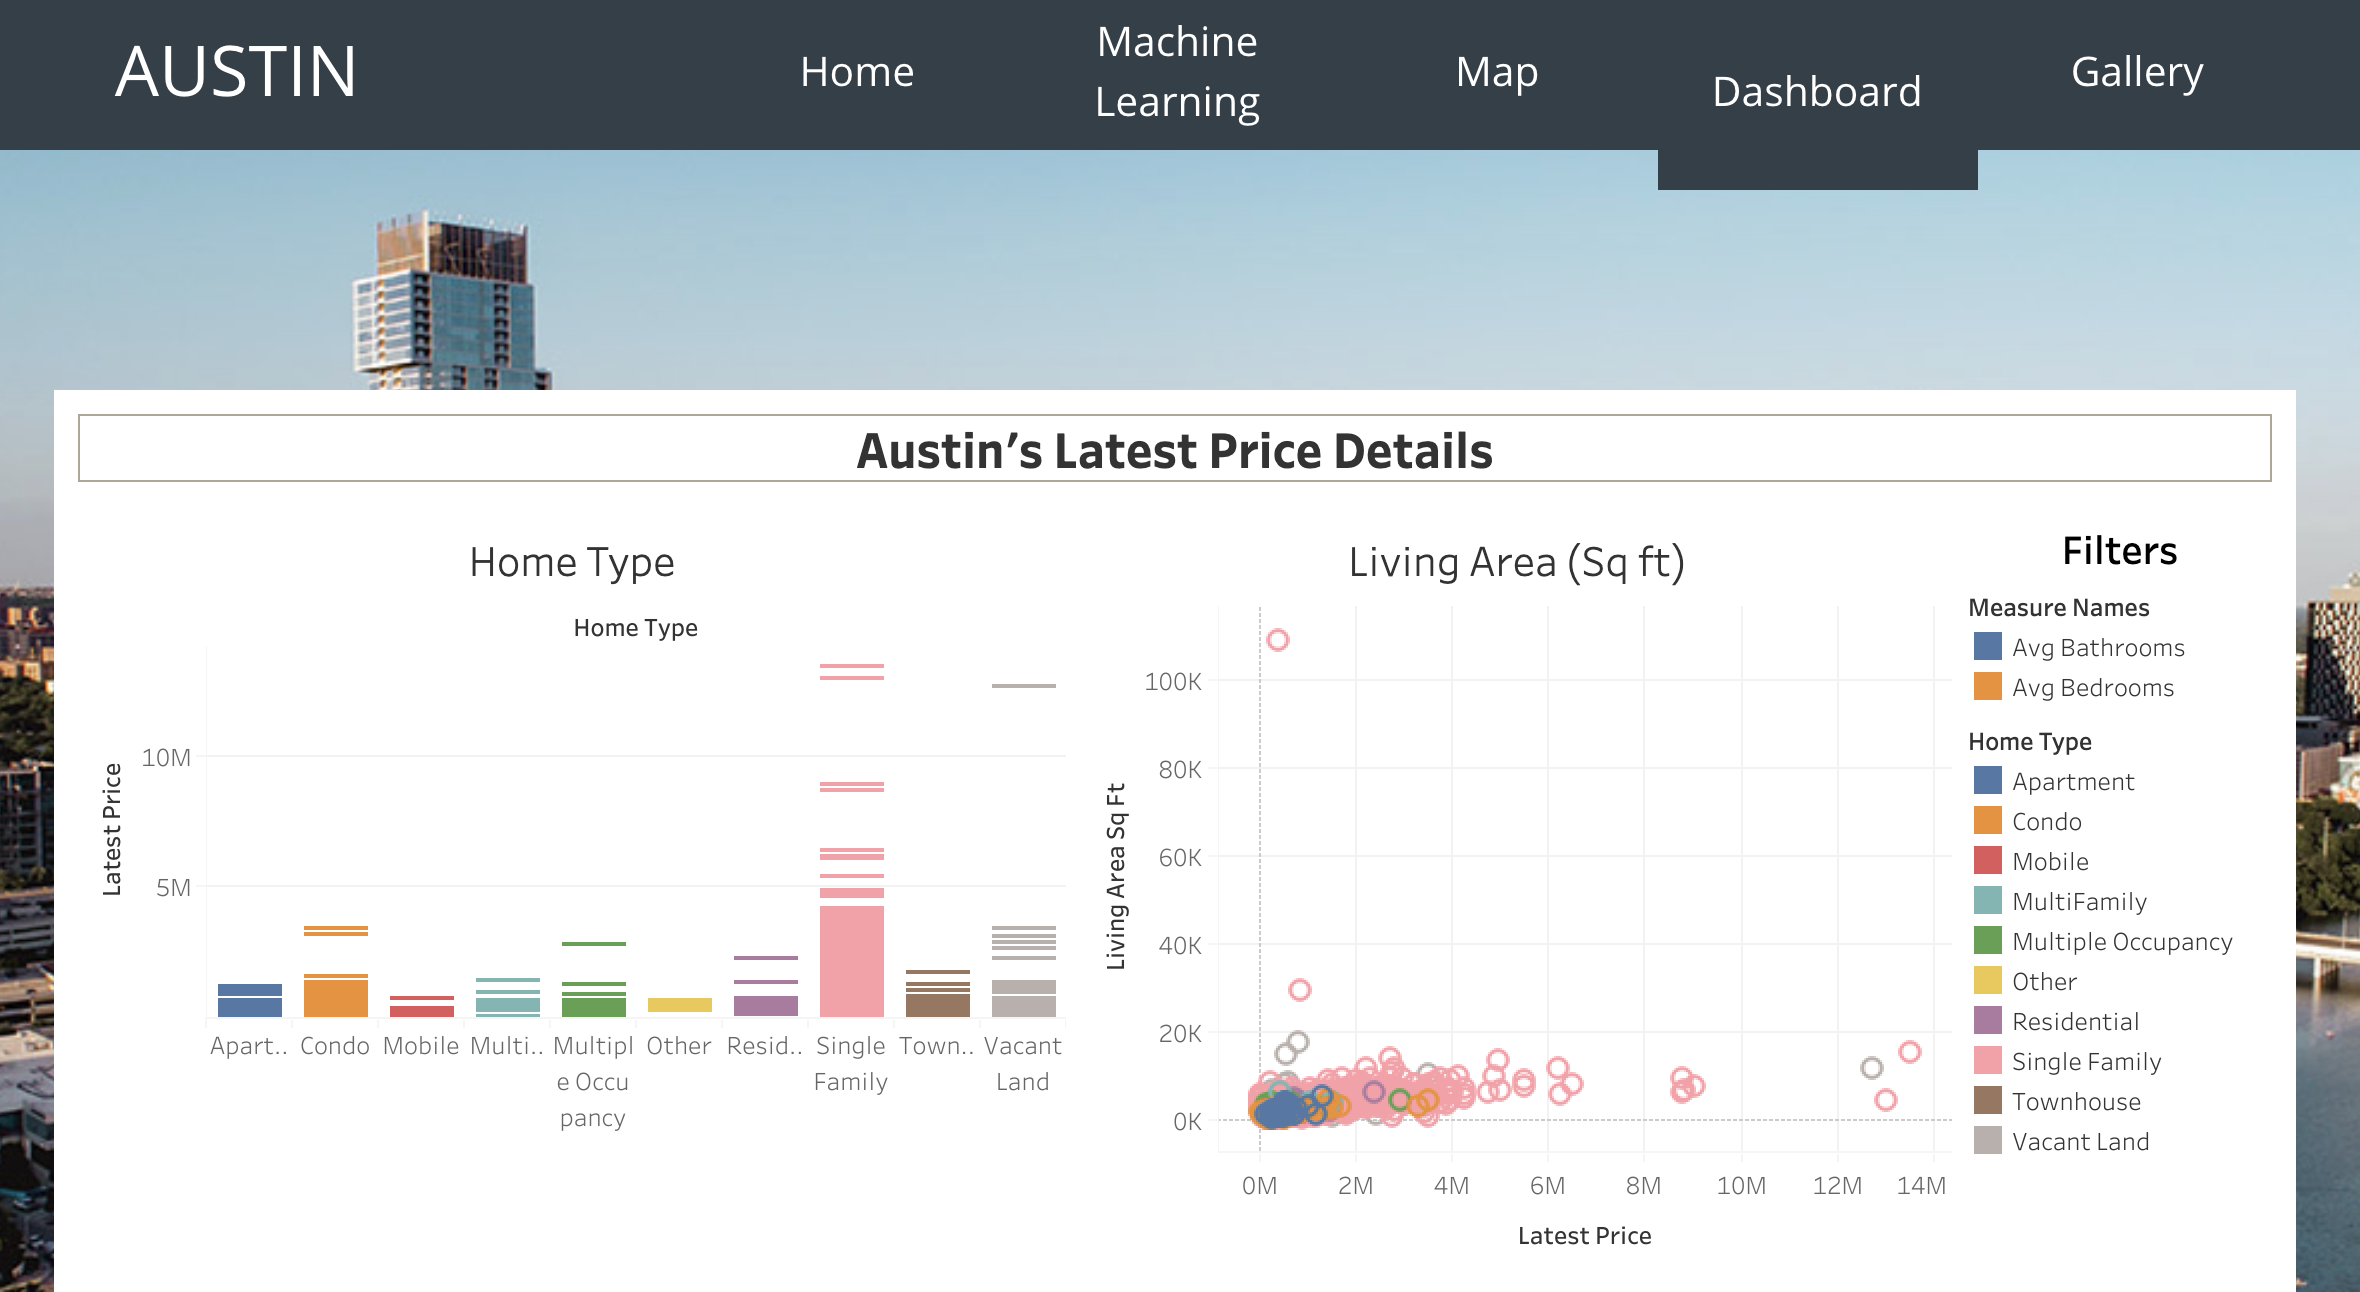 AUSTIN
Home
Machine
Learning
Map
Dashboard
Gallery
Austin's Latest Price Details
Home Type
Home Type
Latest Price
10M
5M
Apart..
Condo
Mobile
Multi..
Multipl
e Occu
pancy
Other
Resid..
Single
Family
Town..
Vacant
Land
Living Area (Sq ft)
Living Area Sq Ft
100K
80K
60K
40K
20K
0K
0M
2M
4M
6M
8M
10M
12M
14M
Latest Price
Filters
Measure Names
Avg Bathrooms
Avg Bedrooms
Home Type
Apartment
Condo
Mobile
MultiFamily
Multiple Occupancy
Other
Residential
Single Family
Townhouse
Vacant Land